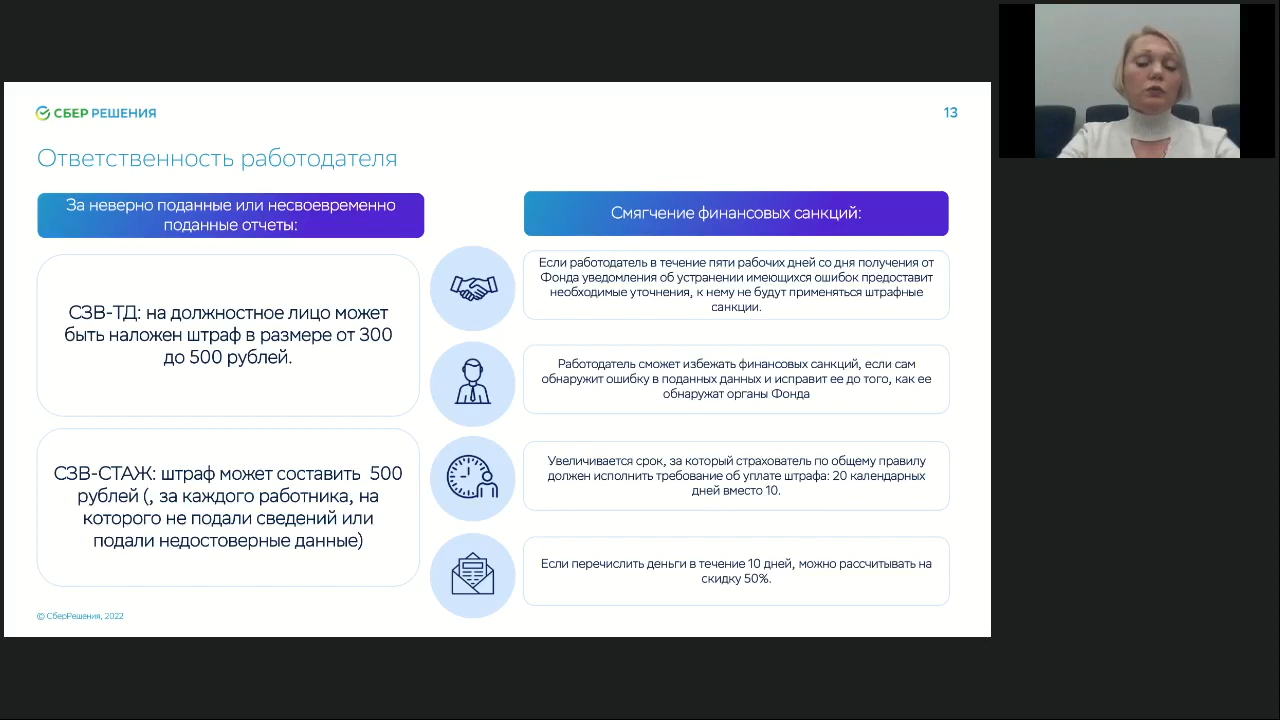 СБЕР РЕШЕНИЯ
13
Ответственность работодателя
За неверно поданные или несвоевременно
поданные отчеты:
СЗВ-ТД: на должностное лицо может
быть наложен штраф в размере от 300
до 500 рублей.
СЗВ-СТАЖ: штраф может составить  500
рублей (, за каждого работника, на
которого не подали сведений или
подали недостоверные данные)
Смягчение финансовых санкций:
Если работодатель в течение пяти рабочих дней со дня получения от
Фонда уведомления об устранении имеющихся ошибок предоставит
необходимые уточнения, к нему не будут применяться штрафные
санкции.
Работодатель сможет избежать финансовых санкций, если сам
обнаружит ошибку в поданных данных и исправит ее до того, как ее
обнаружат органы Фонда
Увеличивается срок, за который страхователь по общему правилу
должен исполнить требование об уплате штрафа: 20 календарных
дней вместо 10.
Если перечислить деньги в течение 10 дней, можно рассчитывать на
скидку 50%.
© СберРешения, 2022